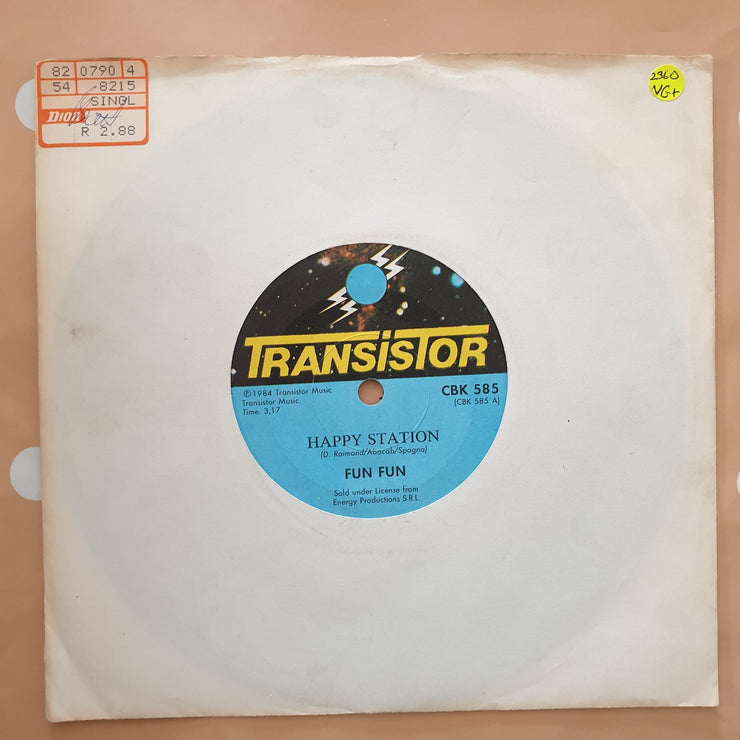 82 0790 4
54 8215
SINGL
DION
R 2.88
2360
VG+
TRANSISTOR
℗ 1984 Transistor Music
Transistor Music
Time. 3,17
CBK 585
(CBK 585 A)
HAPPY STATION
(D. Raimond/Abacab/Spagna)
FUN FUN
Sold under License from
Energy Productions S.R.L.